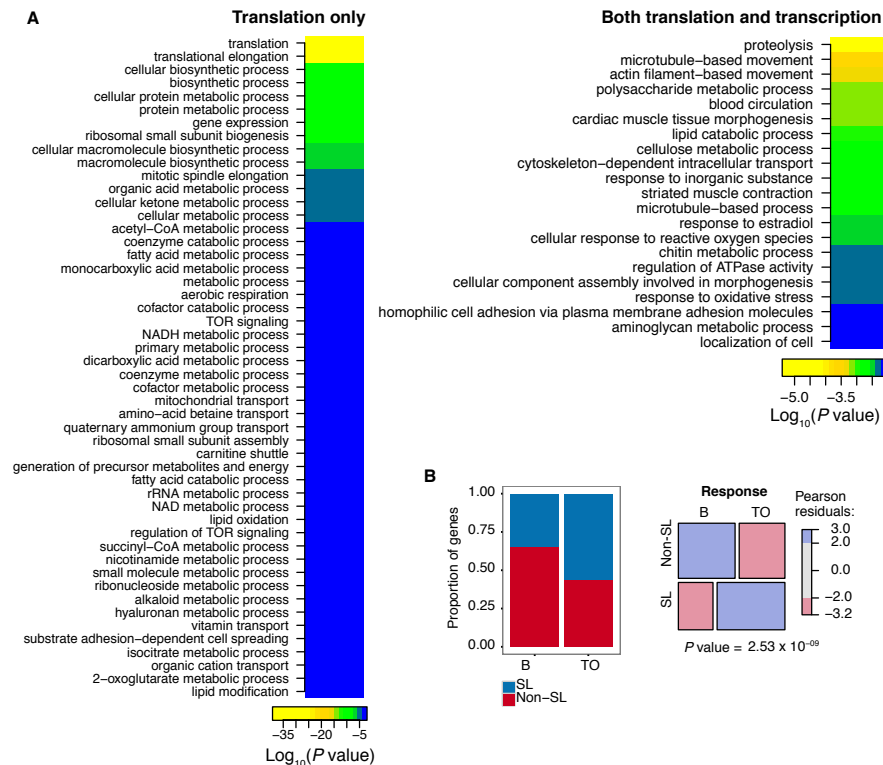 A
Translation only
translation
translational elongation
cellular biosynthetic process
biosynthetic process
cellular protein metabolic process
protein metabolic process
gene expression
ribosomal small subunit biogenesis
cellular macromolecule biosynthetic process
macromolecule biosynthetic process
mitotic spindle elongation
organic acid metabolic process
cellular ketone metabolic process
cellular metabolic process
acetyl−CoA metabolic process
coenzyme catabolic process
fatty acid metabolic process
monocarboxylic acid metabolic process
metabolic process
aerobic respiration
cofactor catabolic process
TOR signaling
NADH metabolic process
primary metabolic process
dicarboxylic acid metabolic process
coenzyme metabolic process
cofactor metabolic process
mitochondrial transport
amino−acid betaine transport
quaternary ammonium group transport
ribosomal small subunit assembly
carnitine shuttle
generation of precursor metabolites and energy
fatty acid catabolic process
rRNA metabolic process
NAD metabolic process
lipid oxidation
regulation of TOR signaling
succinyl−CoA metabolic process
nicotinamide metabolic process
small molecule metabolic process
ribonucleoside metabolic process
alkaloid metabolic process
hyaluronan metabolic process
vitamin transport
substrate adhesion−dependent cell spreading
isocitrate metabolic process
organic cation transport
2−oxoglutarate metabolic process
lipid modification
−35 −20 −5
Log10(P value)
Both translation and transcription
proteolysis
microtubule−based movement
actin filament−based movement
polysaccharide metabolic process
blood circulation
cardiac muscle tissue morphogenesis
lipid catabolic process
cellulose metabolic process
cytoskeleton−dependent intracellular transport
response to inorganic substance
striated muscle contraction
microtubule−based process
response to estradiol
cellular response to reactive oxygen species
chitin metabolic process
regulation of ATPase activity
cellular component assembly involved in morphogenesis
response to oxidative stress
homophilic cell adhesion via plasma membrane adhesion molecules
aminoglycan metabolic process
localization of cell
−5.0 −3.5
Log10(P value)
B
Proportion of genes
1.00
0.75
0.50
0.25
0.00
B TO
SL
Non−SL
Response
B TO
Non−SL
SL
Pearson
residuals:
3.0
2.0
0.0
−2.0
−3.2
P value = 2.53 x 10−09